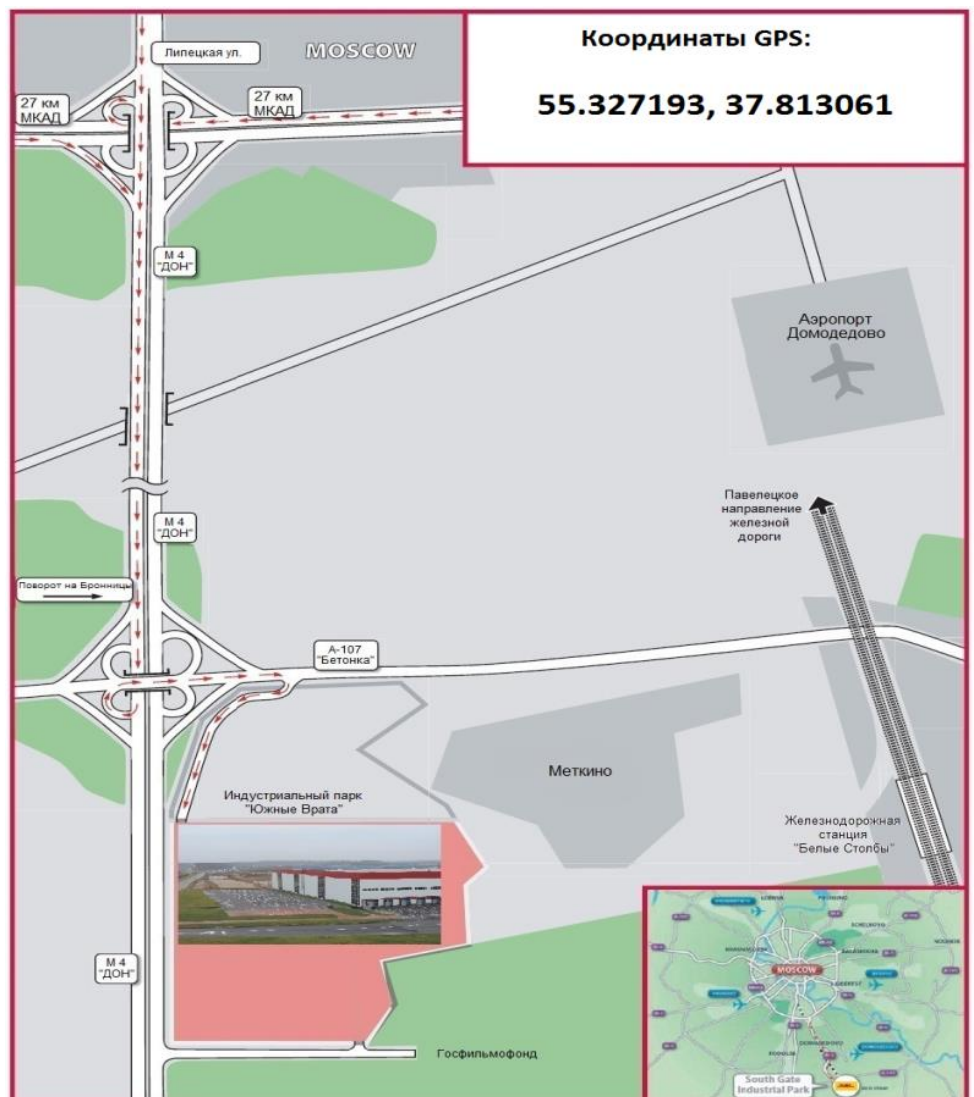 Координаты GPS:
55.327193, 37.813061
Липецкая ул.
MOSCOW
27 км
МКАД
27 км
МКАД
М 4
"ДОН"
Аэропорт
Домодедово
Павелецкое
направление
железной
дороги
М 4
"ДОН"
Поворот на Бронницы
А-107
"Бетонка"
Меткино
Индустриальный парк
"Южные Врата"
Железнодорожная
станция
"Белые Столбы"
М 4
"ДОН"
Госфильмофонд
MOSCOW
South Gate
Industrial Park